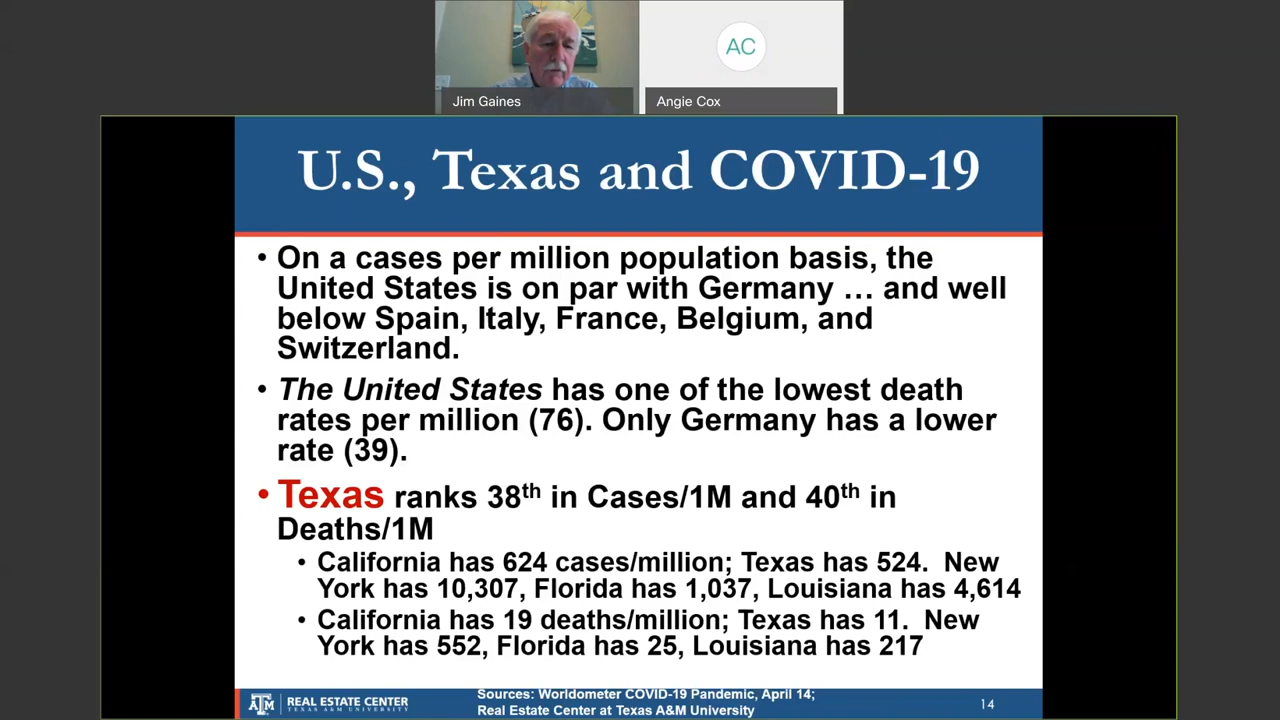 AC
Jim Gaines
Angie Cox
U.S., Texas and COVID-19
• On a cases per million population basis, the
United States is on par with Germany … and well
below Spain, Italy, France, Belgium, and
Switzerland.
• The United States has one of the lowest death
rates per million (76). Only Germany has a lower
rate (39).
• Texas ranks 38th in Cases/1M and 40th in
Deaths/1M
• California has 624 cases/million; Texas has 524. New
York has 10,307, Florida has 1,037, Louisiana has 4,614
• California has 19 deaths/million; Texas has 11. New
York has 552, Florida has 25, Louisiana has 217
ATM REAL ESTATE CENTER
TEXAS A&M UNIVERSITY
Sources: Worldometer COVID-19 Pandemic, April 14;
Real Estate Center at Texas A&M University
14